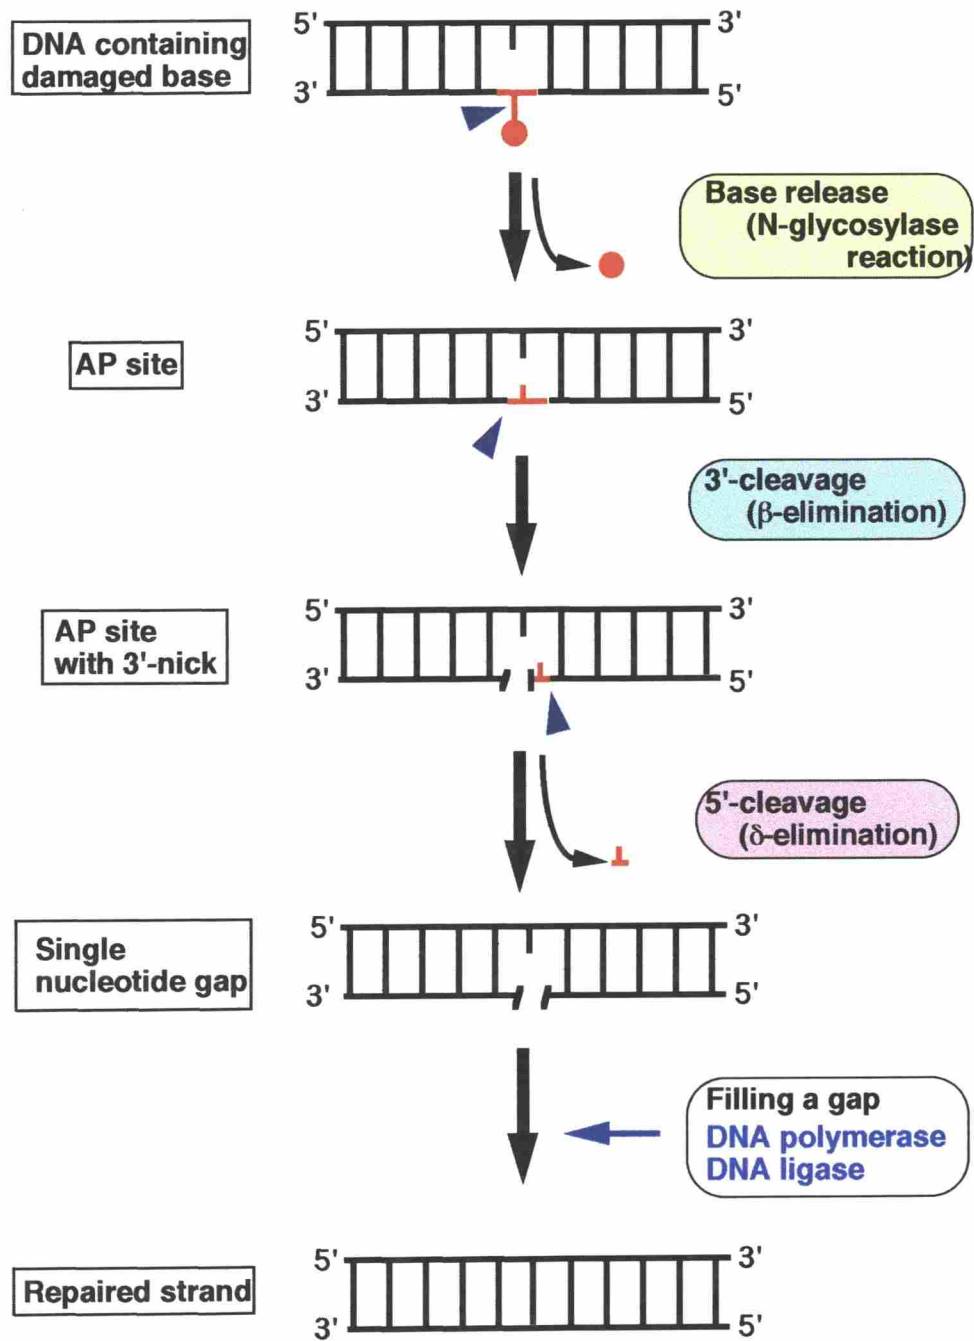 5'
3'
DNA containing
damaged base
3'
5'
Base release
(N-glycosylase
reaction)
5'
3'
AP site
3'
5'
3'-cleavage
(β-elimination)
5'
3'
AP site
with 3'-nick
3'
5'
5'-cleavage
(δ-elimination)
5'
3'
Single
nucleotide gap
3'
5'
Filling a gap
DNA polymerase
DNA ligase
5'
3'
Repaired strand
3'
5'